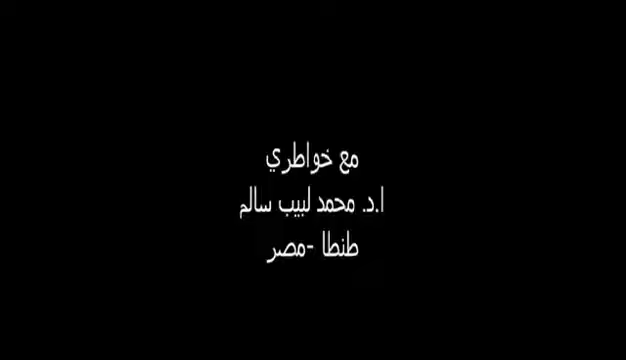 مع خواطري
ا.د. محمد لبيب سالم
طنطا -مصر